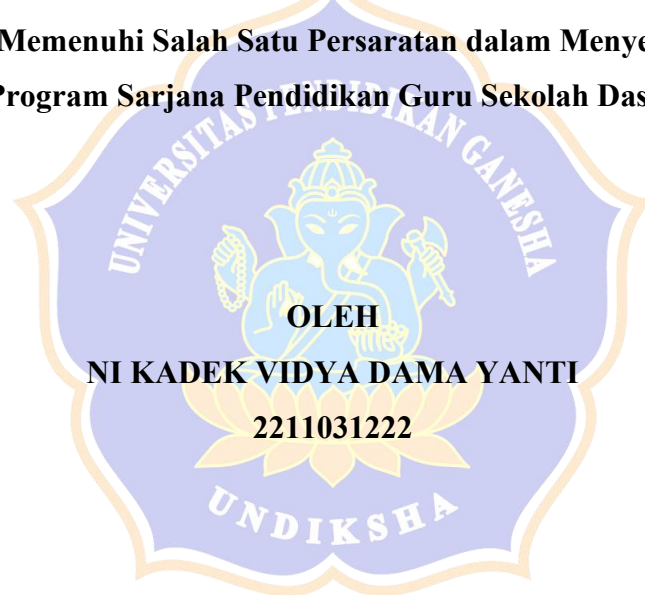 Memenuhi Salah Satu Persaratan dalam Menye
Program Sarjana Pendidikan Guru Sekolah Das
UNIVERSITAS PENDIDIKAN GANESHA
OLEH
NI KADEK VIDYA DAMA YANTI
2211031222
UNDIKSHA